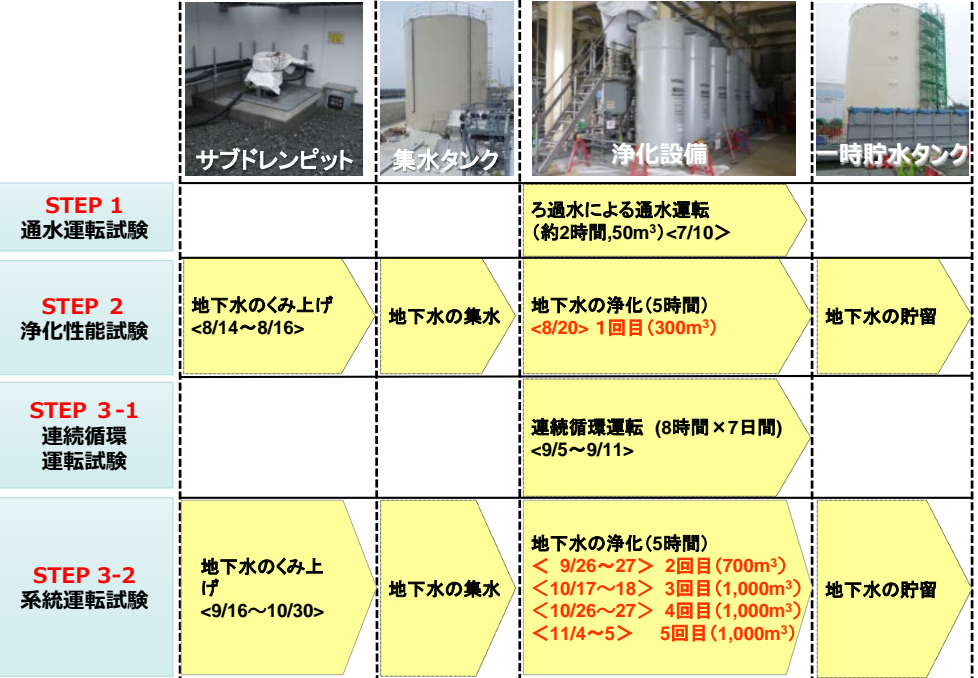 サブドレンピット
集水タンク
浄化設備
一時貯水タンク
STEP 1
通水運転試験
ろ過水による通水運転
（約2時間,50m³）<7/10＞
STEP 2
浄化性能試験
地下水のくみ上げ
<8/14～8/16>
地下水の集水
地下水の浄化（5時間）
<8/20> 1回目（300m³）
地下水の貯留
STEP 3-1
連続循環
運転試験
連続循環運転 (8時間×7日間)
<9/5～9/11>
STEP 3-2
系統運転試験
地下水のくみ上
げ
<9/16～10/30>
地下水の集水
地下水の浄化（5時間）
＜ 9/26～27＞ 2回目（700m³）
＜10/17～18＞ 3回目（1,000m³）
＜10/26～27＞ 4回目（1,000m³）
＜11/4～5＞ 5回目（1,000m³）
地下水の貯留